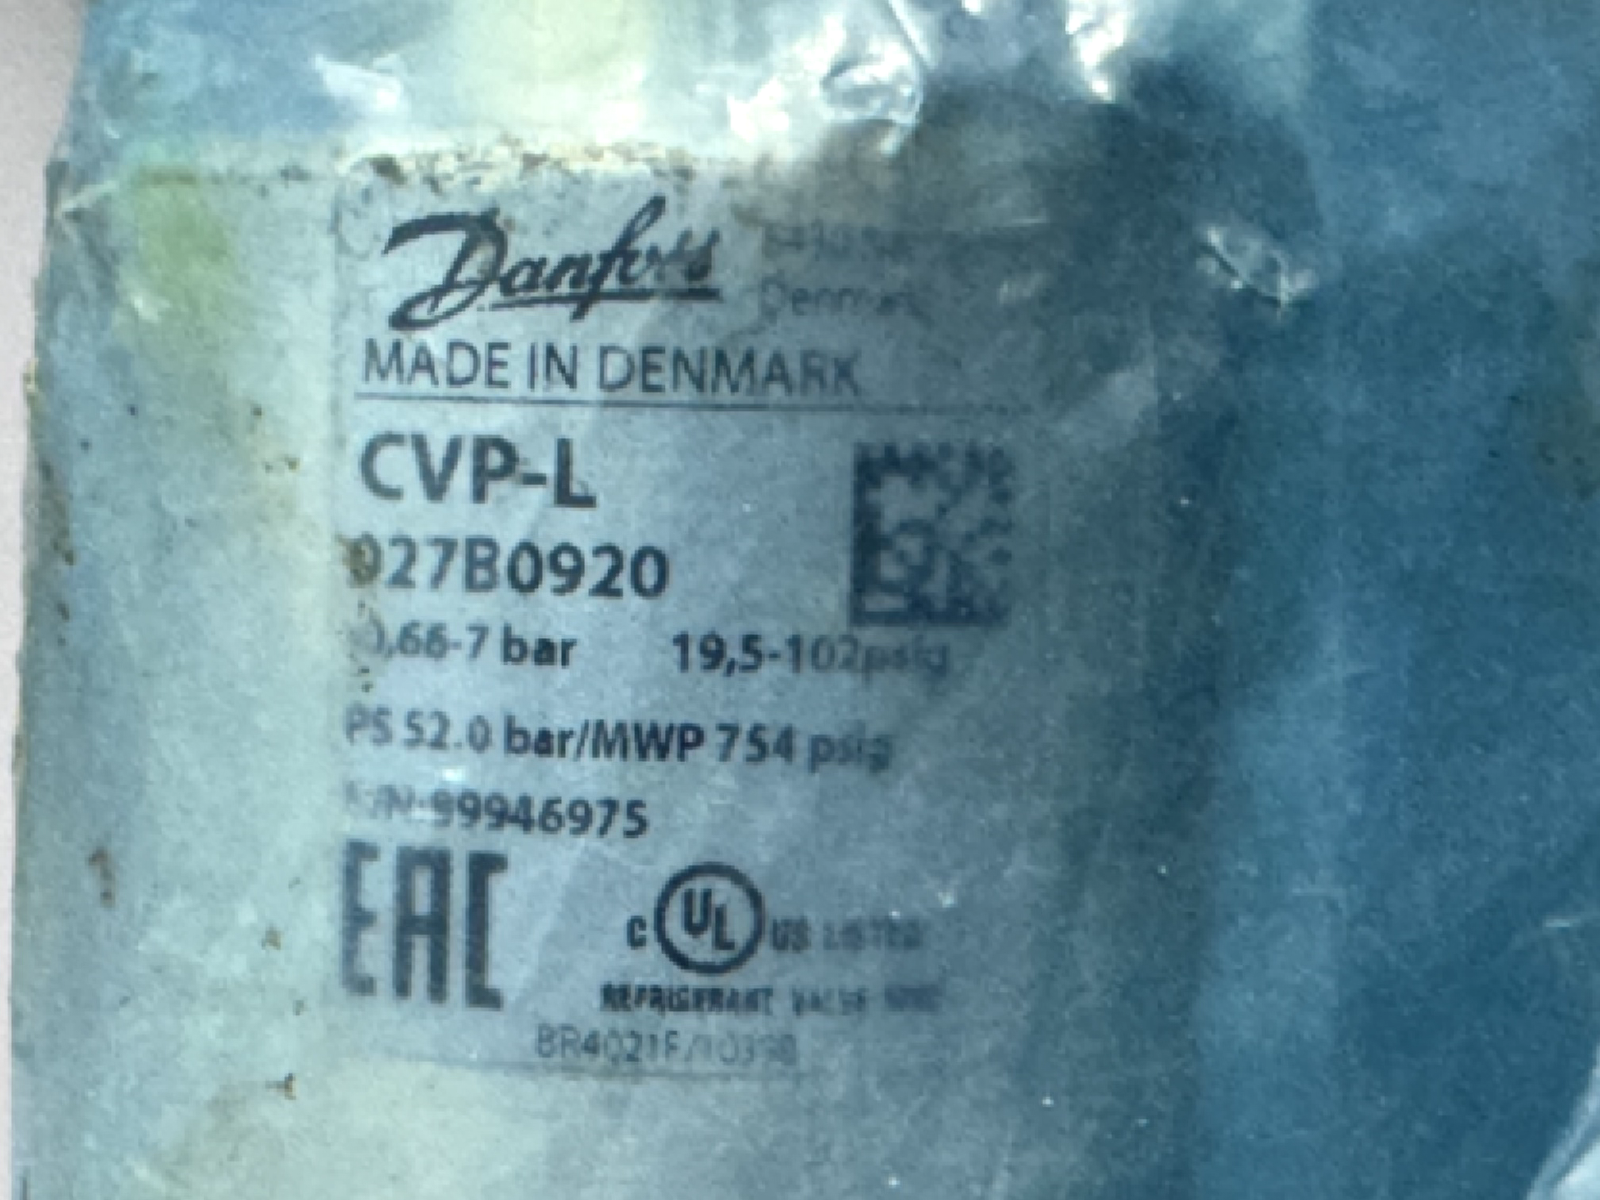 Danfoss
Denmark
MADE IN DENMARK
CVP-L
027B0920
0,66-7 bar 19,5-102psig
PS 52.0 bar/MWP 754 psig
S/N:99946975
EAC
C UL US LISTED
REFRIGERANT VALVE